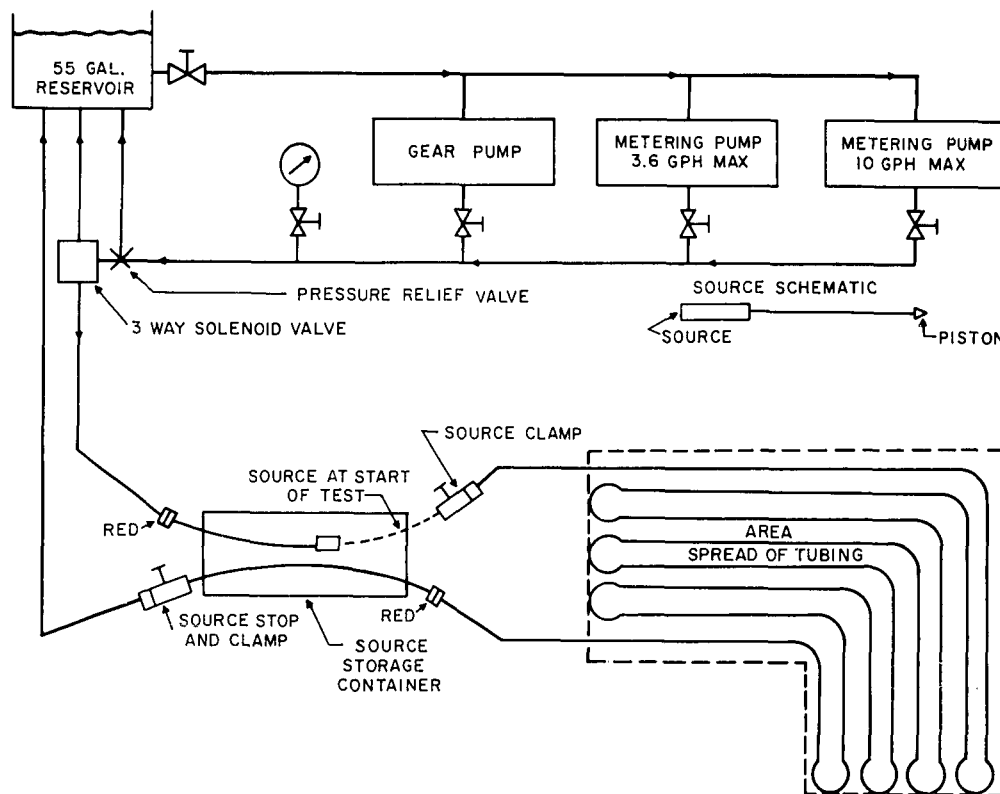 55 GAL.
RESERVOIR
GEAR PUMP
METERING PUMP
3.6 GPH MAX
METERING PUMP
10 GPH MAX
PRESSURE RELIEF VALVE
3 WAY SOLENOID VALVE
SOURCE SCHEMATIC
SOURCE
PISTON
SOURCE CLAMP
SOURCE AT START
OF TEST
RED
AREA
SPREAD OF TUBING
RED
SOURCE STOP
AND CLAMP
SOURCE
STORAGE
CONTAINER